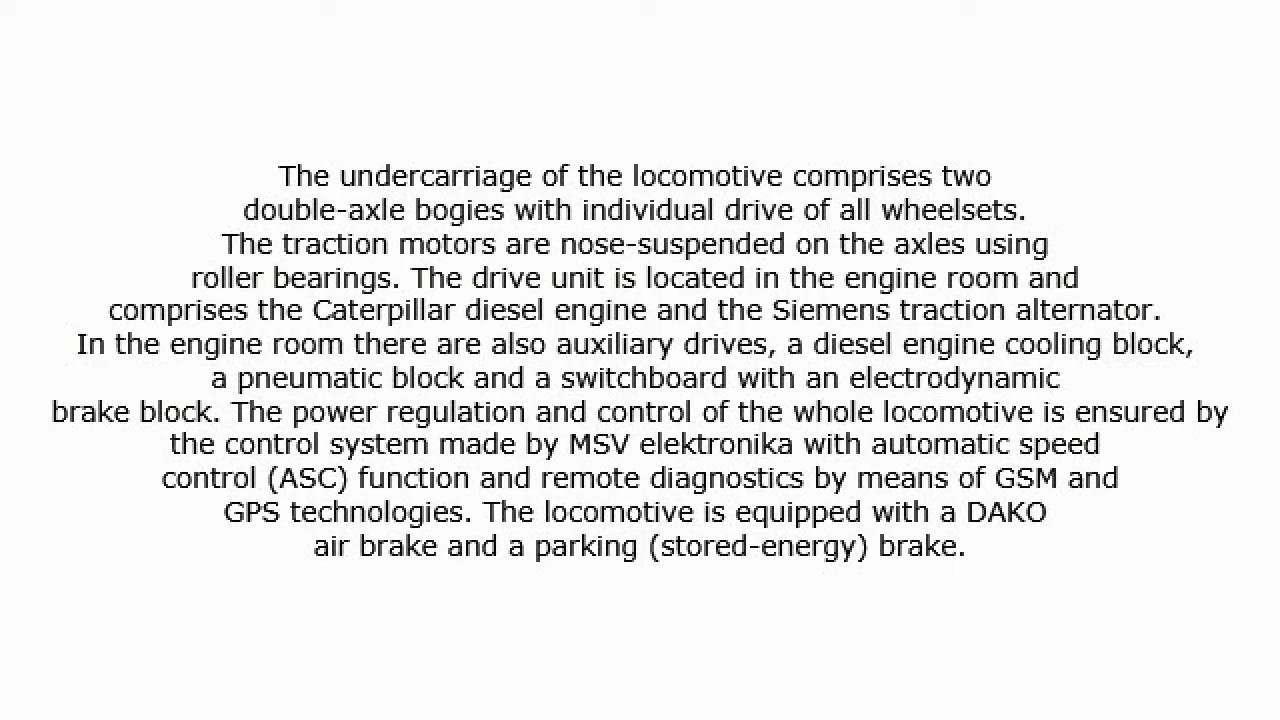 The undercarriage of the locomotive comprises two
double-axle bogies with individual drive of all wheelsets.
The traction motors are nose-suspended on the axles using
roller bearings. The drive unit is located in the engine room and
comprises the Caterpillar diesel engine and the Siemens traction alternator.
In the engine room there are also auxiliary drives, a diesel engine cooling block,
a pneumatic block and a switchboard with an electrodynamic
brake block. The power regulation and control of the whole locomotive is ensured by
the control system made by MSV elektronika with automatic speed
control (ASC) function and remote diagnostics by means of GSM and
GPS technologies. The locomotive is equipped with a DAKO
air brake and a parking (stored-energy) brake.